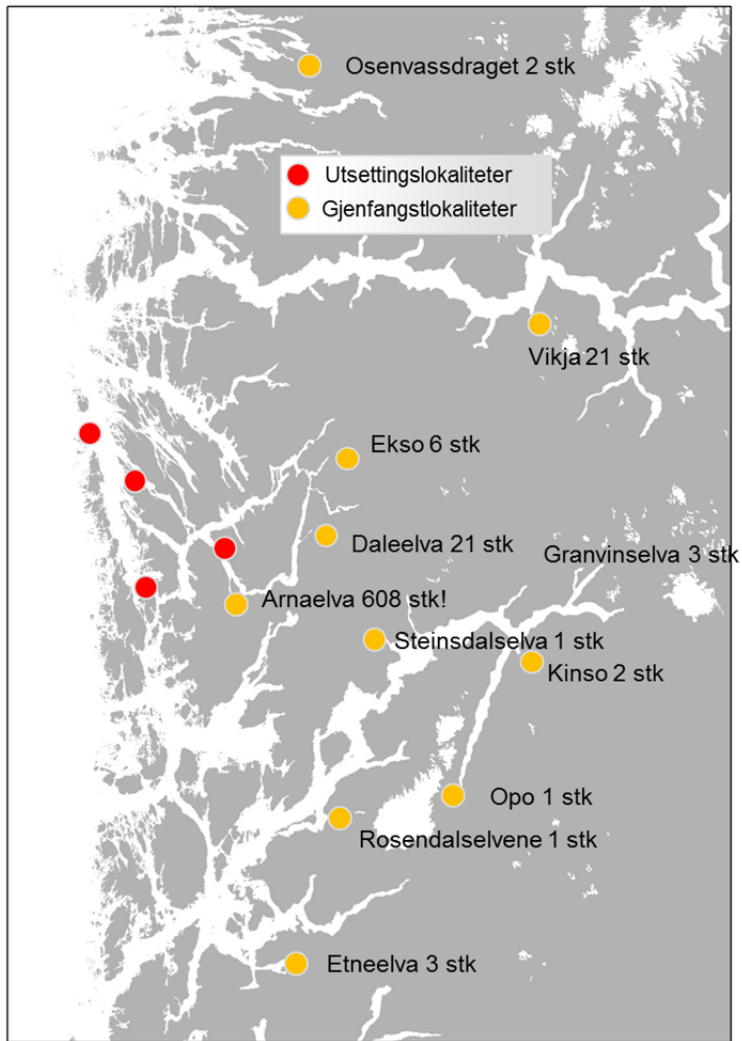 Osenvassdraget 2 stk
Utsettingslokaliteter
Gjenfangstlokaliteter
Vikja 21 stk
Ekso 6 stk
Daleelva 21 stk
Granvinselva 3 stk
Arnaelva 608 stk!
Steinsdalselva 1 stk
Kinso 2 stk
Opo 1 stk
Rosendalselvene 1 stk
Etneelva 3 stk